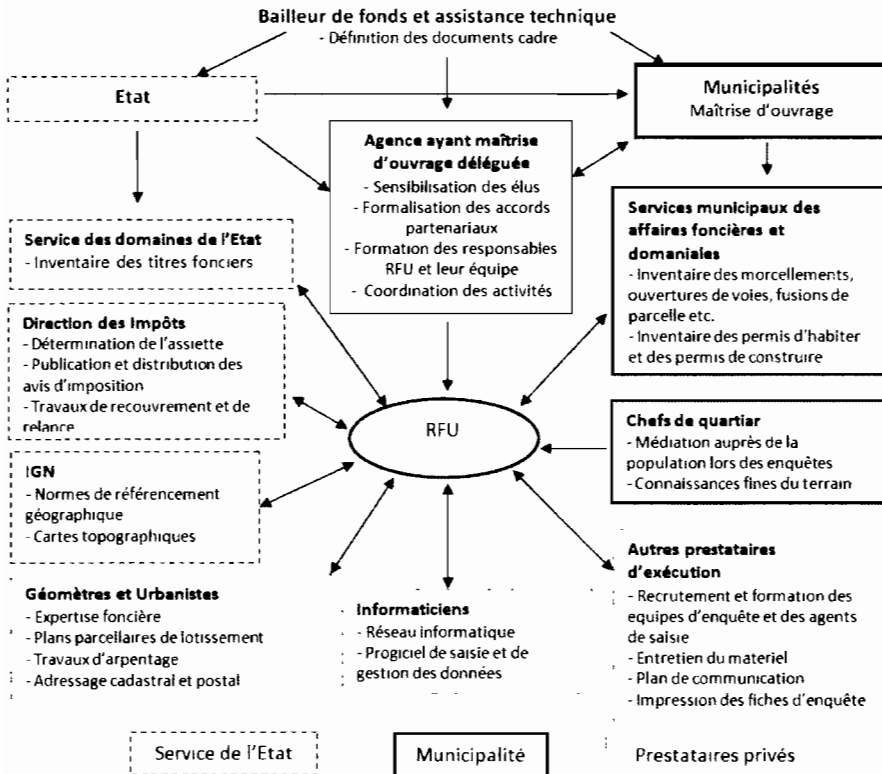 Bailleur de fonds et assistance technique
- Définition des documents cadre
Etat
Municipalités
Maîtrise d'ouvrage
Agence ayant maîtrise
d'ouvrage déléguée
- Sensibilisation des élus
- Formalisation des accords
partenariaux
- Formation des responsables
RFU et leur équipe
- Coordination des activités
Service des domaines de l'Etat
- Inventaire des titres fonciers
Services municipaux des
affaires foncières et
domaniales
- Inventaire des morcellements,
ouvertures de voies, fusions de
parcelle etc.
- Inventaire des permis d'habiter
et des permis de construire
Direction des Impôts
- Détermination de l'assiette
- Publication et distribution des
avis d'imposition
- Travaux de recouvrement et de
relance
RFU
Chefs de quartiar
- Médiation auprès de la
population lors des enquêtes
- Connaissances fines du terrain
IGN
- Normes de référencement
géographique
- Cartes topographiques
Géomètres et Urbanistes
- Expertise foncière
- Plans parcellaires de lotissement
- Travaux d'arpentage
- Adressage cadastral et postal
Informaticiens
- Réseau informatique
- Progiciel de saisie et de
gestion des données
Autres prestataires
d'exécution
- Recrutement et formation des
equipes d'enquête et des agents
de saisie
- Entretien du materiel
- Plan de communication
- Impression des fiches d'enquête
Service de l'Etat
Municipalité
Prestataires privés